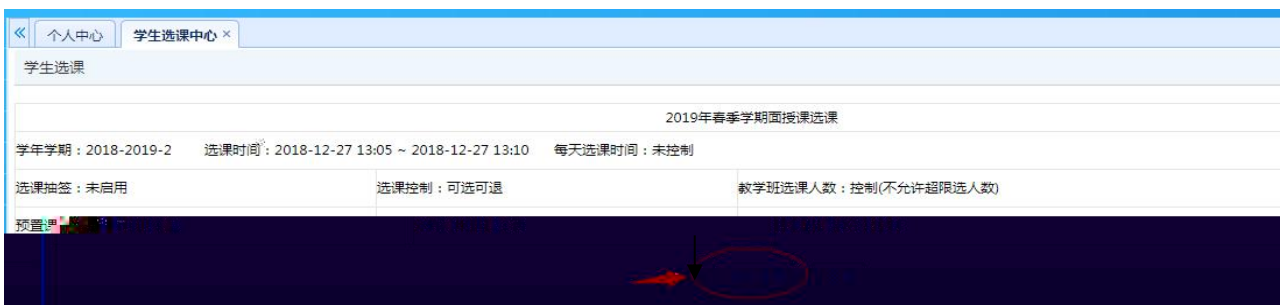 个人中心 学生选课中心 ×
学生选课
2019年春季学期面授课选课
学年学期：2018-2019-2 选课时间：2018-12-27 13:05 ~ 2018-12-27 13:10 每天选课时间：未控制
选课抽签：未启用 选课控制：可选可退 教学班选课人数：控制(不允许超限选人数)
预置课